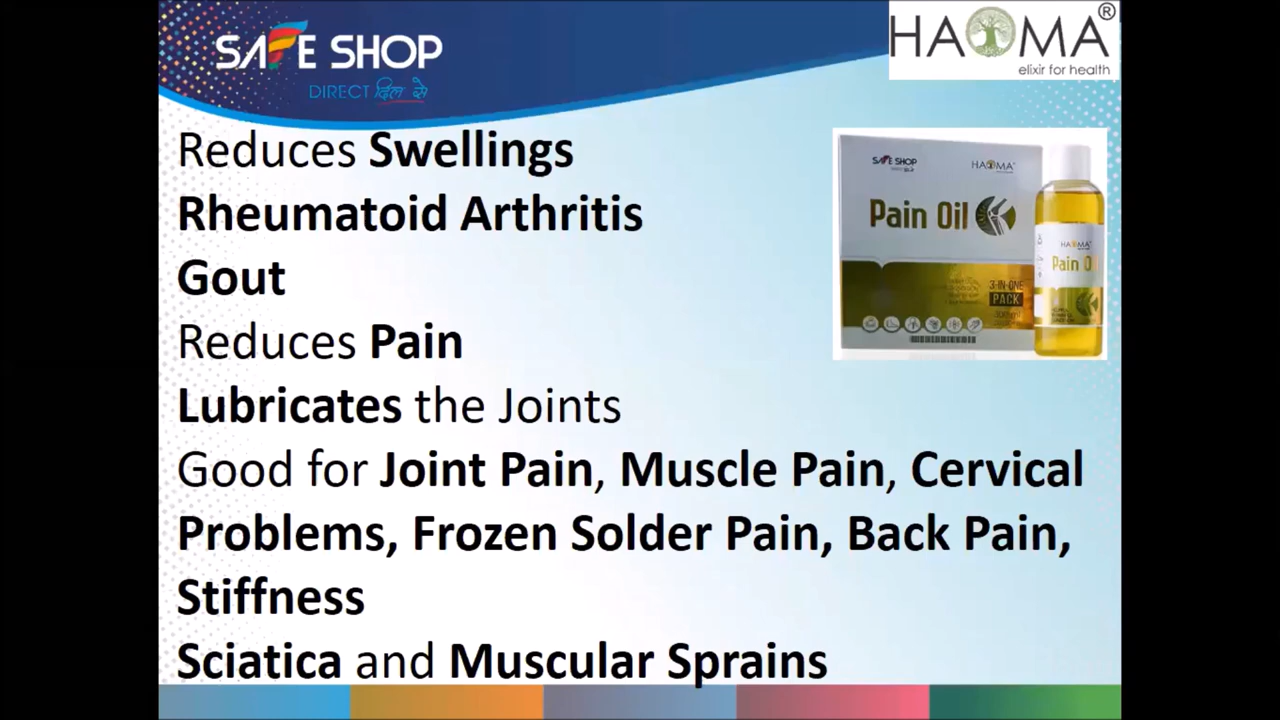 SAFE SHOP
DIRECT दिल से
HAOMA®
elixir for health
Reduces Swellings
Rheumatoid Arthritis
Gout
Reduces Pain
Lubricates the Joints
Good for Joint Pain, Muscle Pain, Cervical
Problems, Frozen Solder Pain, Back Pain,
Stiffness
Sciatica and Muscular Sprains
SAFE SHOP
HAOMA
Pain Oil
3-IN-ONE
PACK
HAOMA
Pain Oil